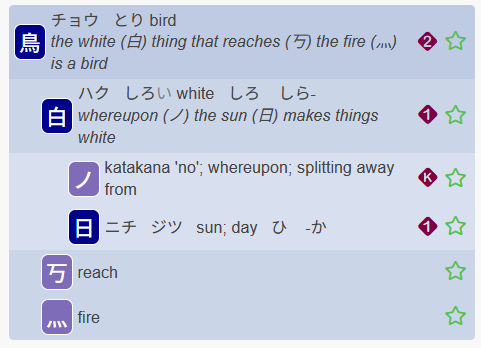 鳥 チョウ とり bird
the white (白) thing that reaches (丂) the fire (灬)
is a bird
2
白 ハク しろい white しろ しら-
whereupon (ノ) the sun (日) makes things
white
1
ノ katakana 'no'; whereupon; splitting away
from
K
日 ニチ ジツ sun; day ひ -か
1
丂 reach
灬 fire